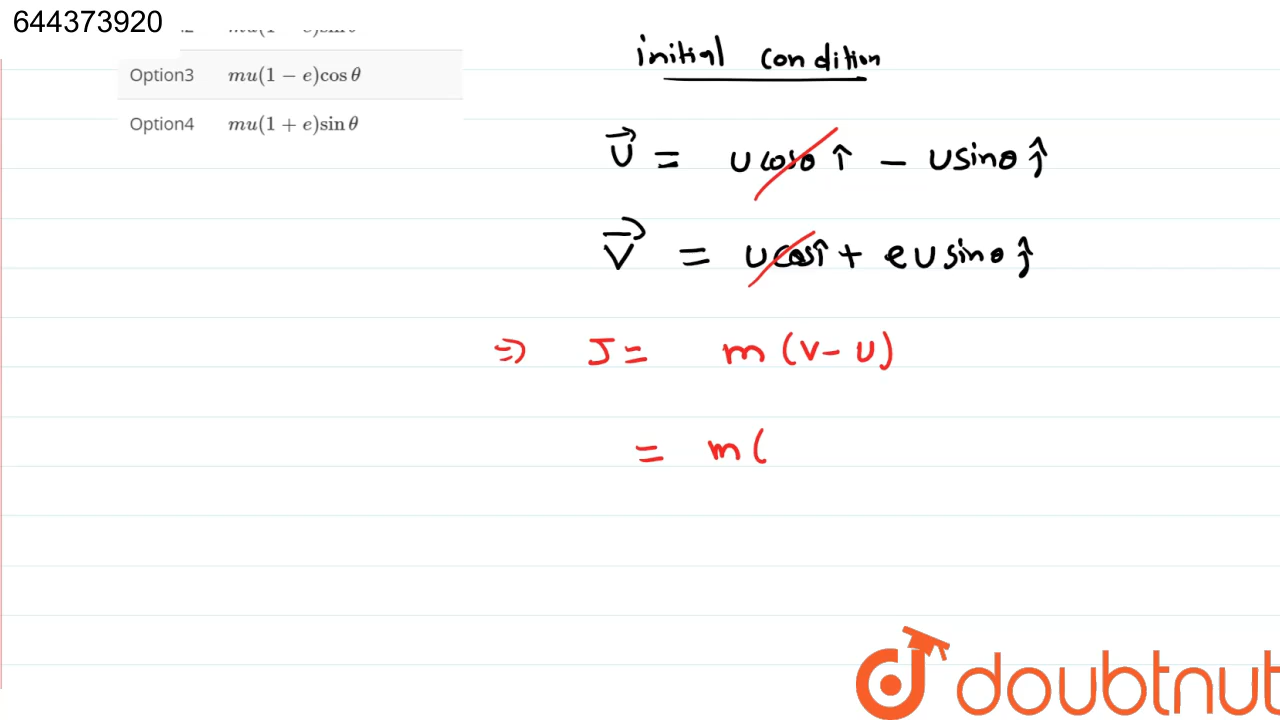 644373920
Option3 mu(1 − e)cos θ
Option4 mu(1 + e)sin θ
initial condition
U⃗ = U cosθ î − U sinθ ĵ
V⃗ = U cos î + e U sinθ ĵ
⇒ J = m (V − U)
= m (
doubtnut